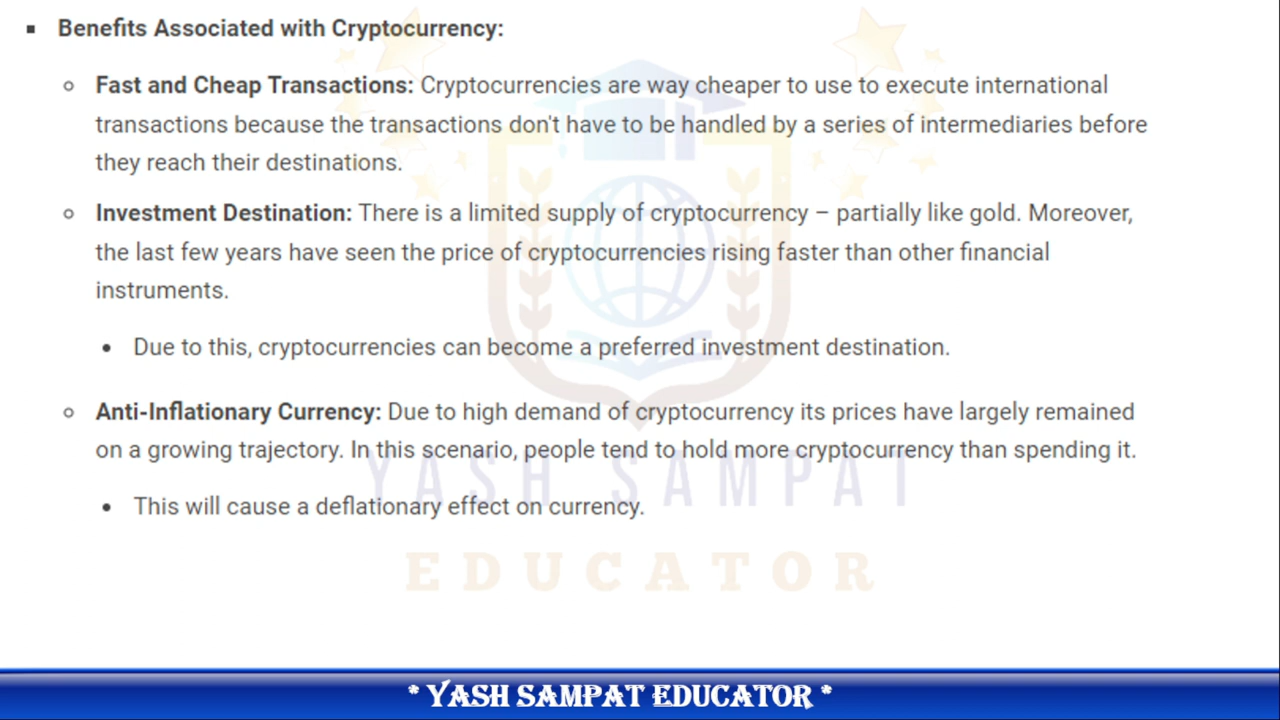 ▪ Benefits Associated with Cryptocurrency:
○ Fast and Cheap Transactions: Cryptocurrencies are way cheaper to use to execute international
transactions because the transactions don't have to be handled by a series of intermediaries before
they reach their destinations.
○ Investment Destination: There is a limited supply of cryptocurrency – partially like gold. Moreover,
the last few years have seen the price of cryptocurrencies rising faster than other financial
instruments.
• Due to this, cryptocurrencies can become a preferred investment destination.
○ Anti-Inflationary Currency: Due to high demand of cryptocurrency its prices have largely remained
on a growing trajectory. In this scenario, people tend to hold more cryptocurrency than spending it.
• This will cause a deflationary effect on currency.
YASH SAMPAT
EDUCATOR
* YASH SAMPAT EDUCATOR *